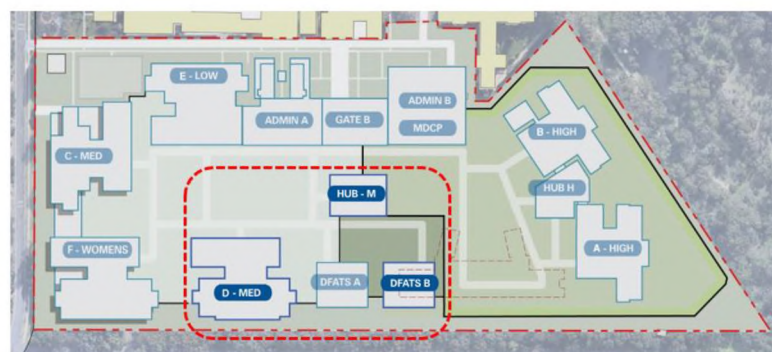 E - LOW
ADMIN A
GATE B
ADMIN B
MDCP
B - HIGH
C - MED
HUB - M
HUB H
F - WOMENS
A - HIGH
D - MED
DFATS A
DFATS B